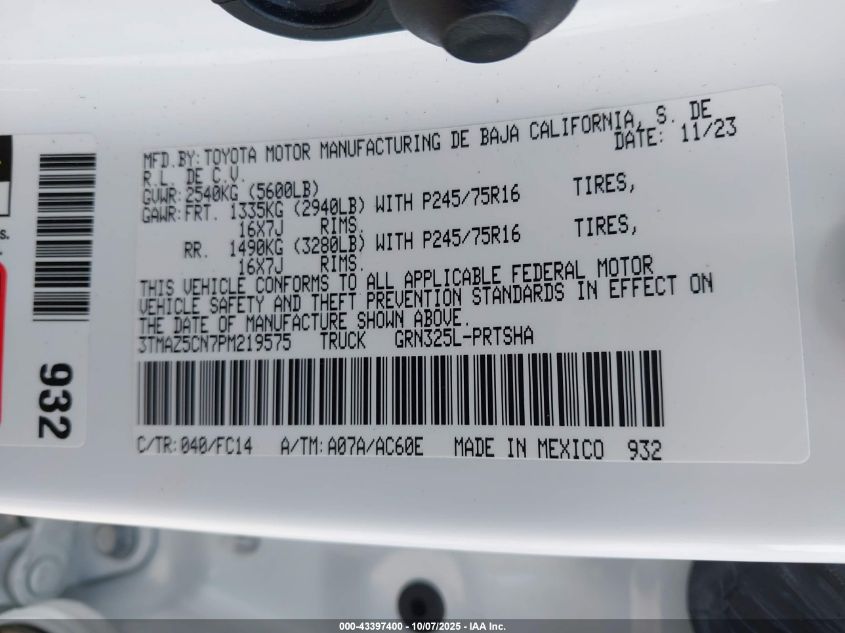 MFD.BY:TOYOTA MOTOR MANUFACTURING DE BAJA CALIFORNIA, S. DE
R.L. DE C.V. DATE: 11/23
GVWR:2540KG (5600LB)
GAWR:FRT. 1335KG (2940LB) WITH P245/75R16 TIRES,
16X7J RIMS.
RR. 1490KG (3280LB) WITH P245/75R16 TIRES,
16X7J RIMS.
THIS VEHICLE CONFORMS TO ALL APPLICABLE FEDERAL MOTOR
VEHICLE SAFETY AND THEFT PREVENTION STANDARDS IN EFFECT ON
THE DATE OF MANUFACTURE SHOWN ABOVE.
3TMAZ5CN7PM219575 TRUCK GRN325L-PRTSHA
C/TR:040/FC14 A/TM:A07A/AC60E MADE IN MEXICO 932
932
s.
000-43397400 - 10/07/2025 - IAA Inc.